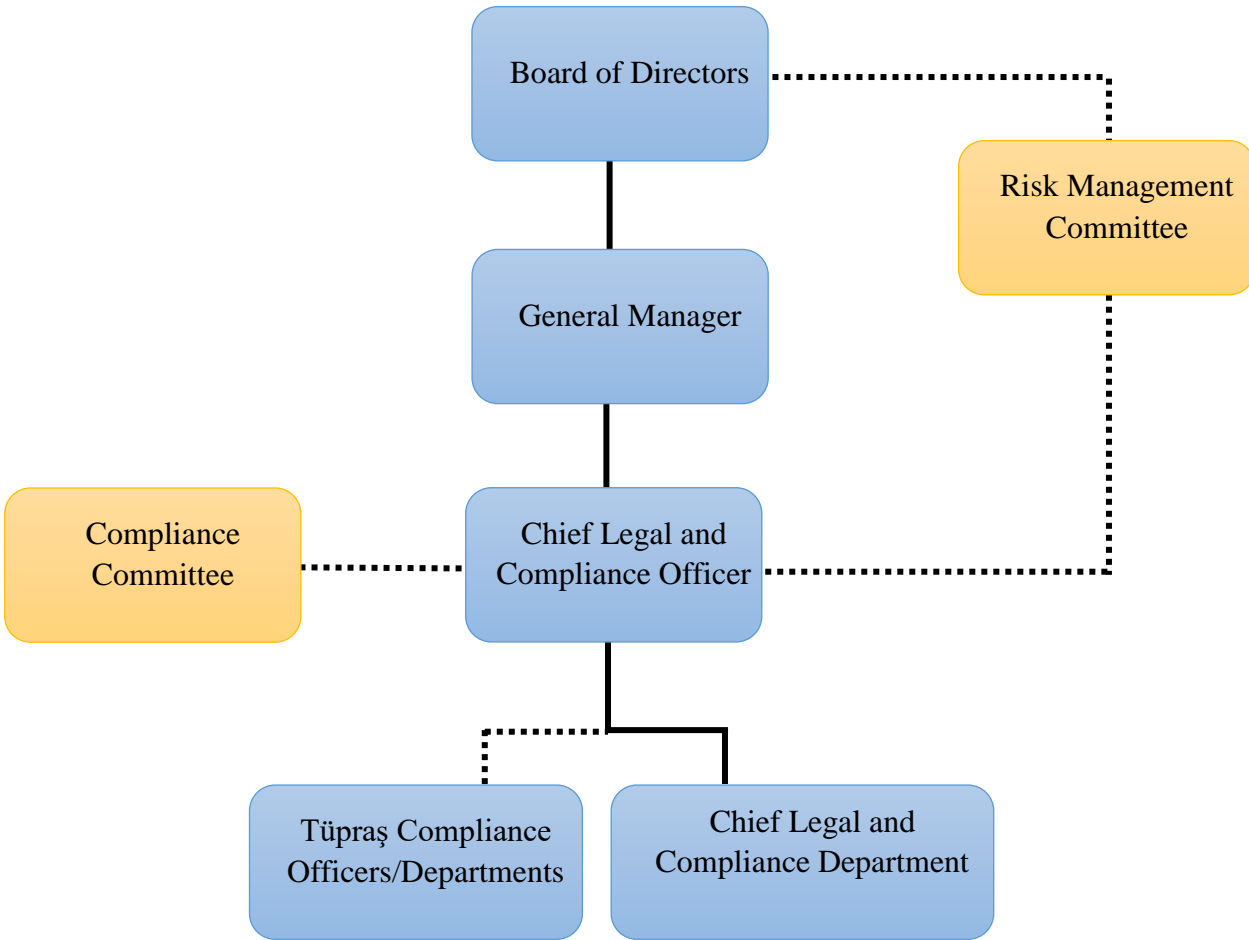 Board of Directors
Risk Management
Committee
General Manager
Compliance
Committee
Chief Legal and
Compliance Officer
Tüpraş Compliance
Officers/Departments
Chief Legal and
Compliance Department